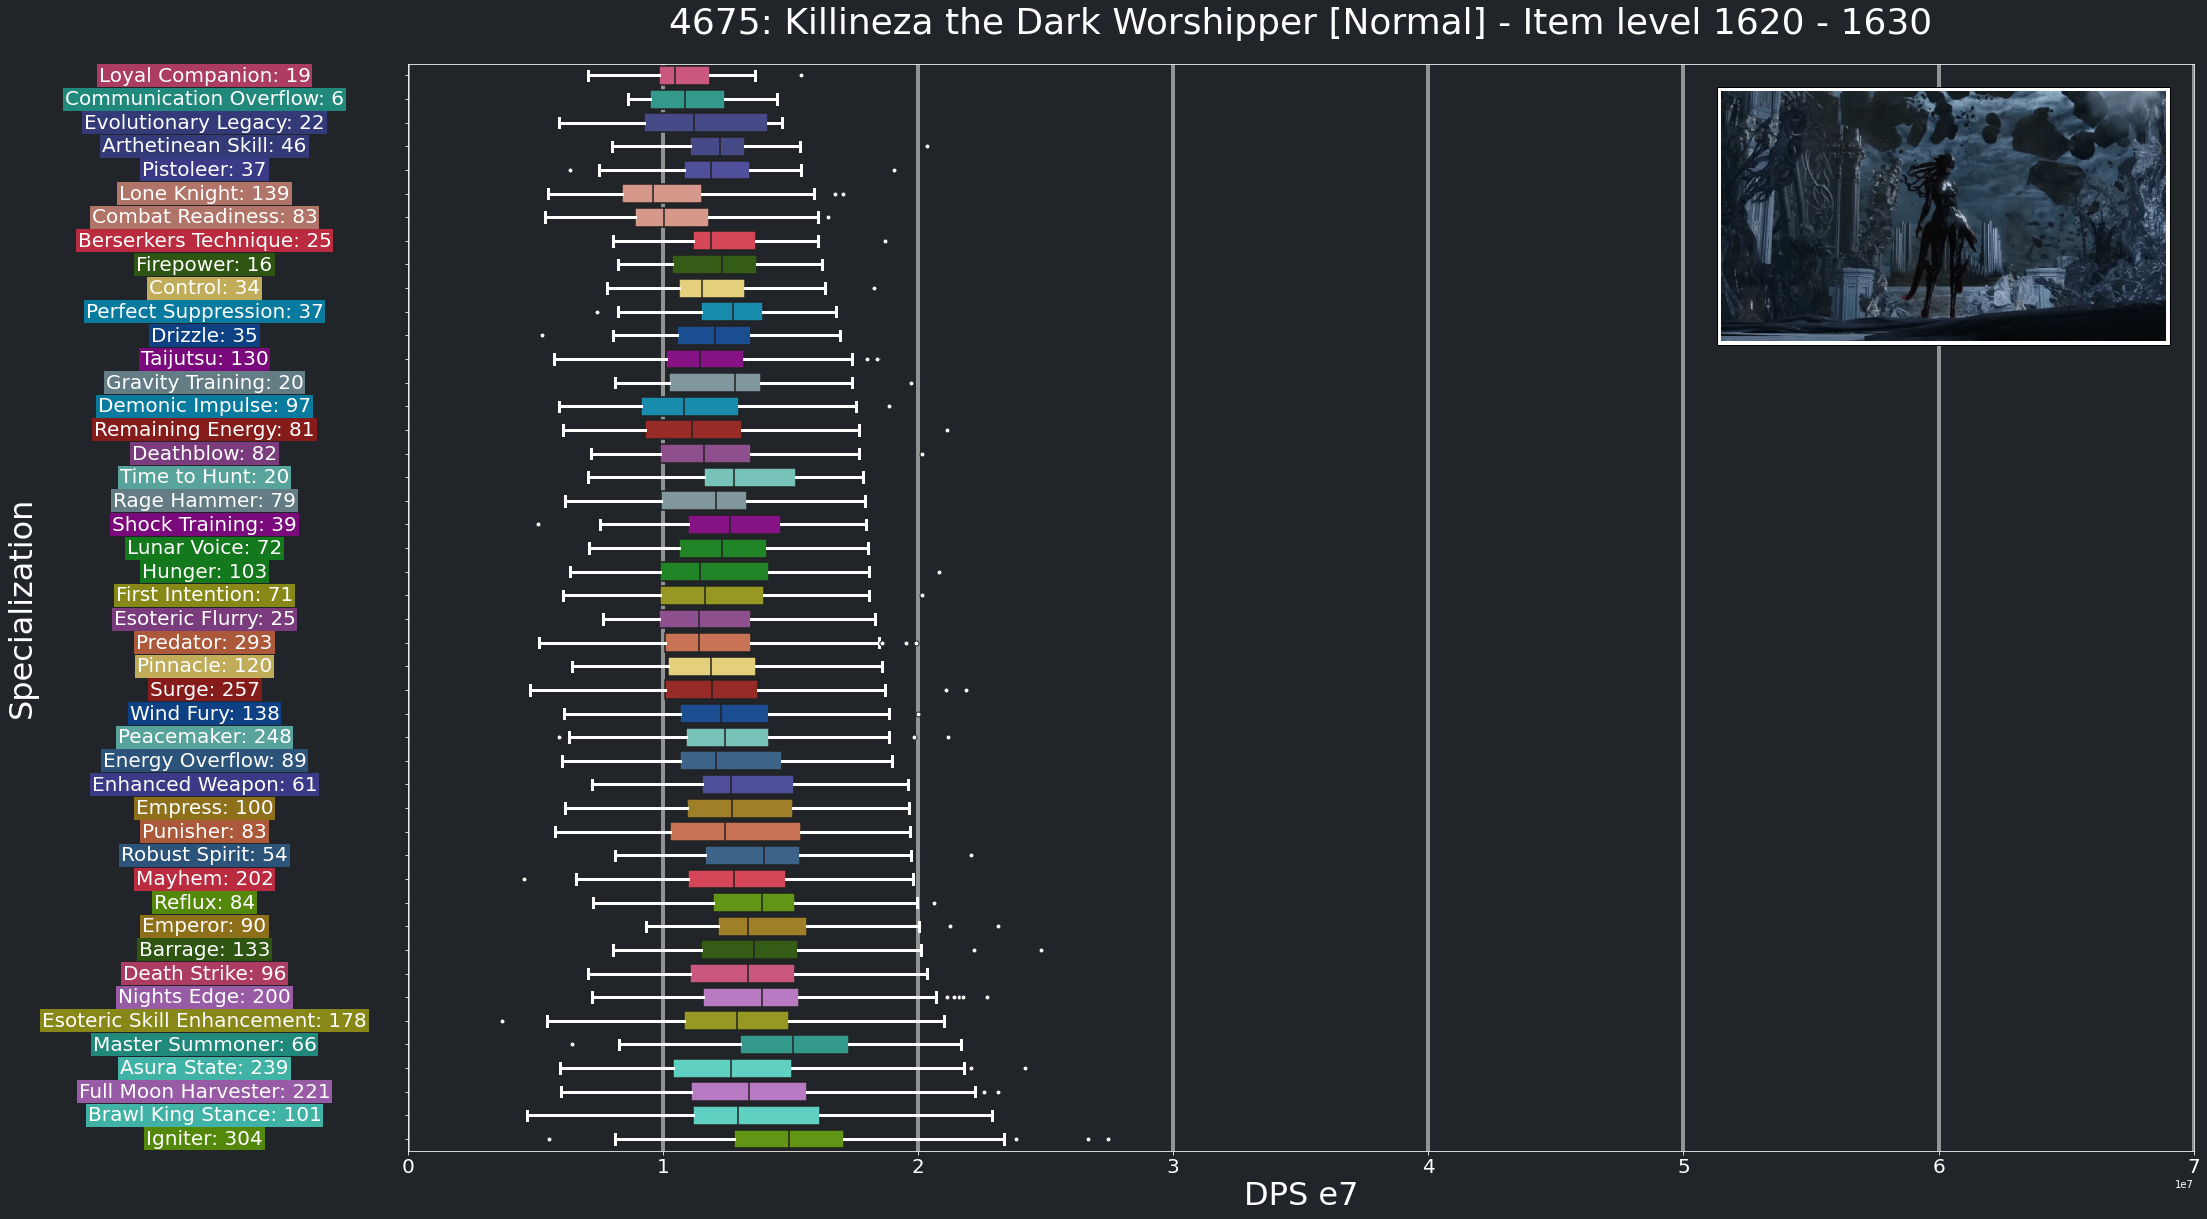 4675: Killineza the Dark Worshipper [Normal] - Item level 1620 - 1630
Specialization
Loyal Companion: 19
Communication Overflow: 6
Evolutionary Legacy: 22
Arthetinean Skill: 46
Pistoleer: 37
Lone Knight: 139
Combat Readiness: 83
Berserkers Technique: 25
Firepower: 16
Control: 34
Perfect Suppression: 37
Drizzle: 35
Taijutsu: 130
Gravity Training: 20
Demonic Impulse: 97
Remaining Energy: 81
Deathblow: 82
Time to Hunt: 20
Rage Hammer: 79
Shock Training: 39
Lunar Voice: 72
Hunger: 103
First Intention: 71
Esoteric Flurry: 25
Predator: 293
Pinnacle: 120
Surge: 257
Wind Fury: 138
Peacemaker: 248
Energy Overflow: 89
Enhanced Weapon: 61
Empress: 100
Punisher: 83
Robust Spirit: 54
Mayhem: 202
Reflux: 84
Emperor: 90
Barrage: 133
Death Strike: 96
Nights Edge: 200
Esoteric Skill Enhancement: 178
Master Summoner: 66
Asura State: 239
Full Moon Harvester: 221
Brawl King Stance: 101
Igniter: 304
0 1 2 3 4 5 6 7
1e7
DPS e7